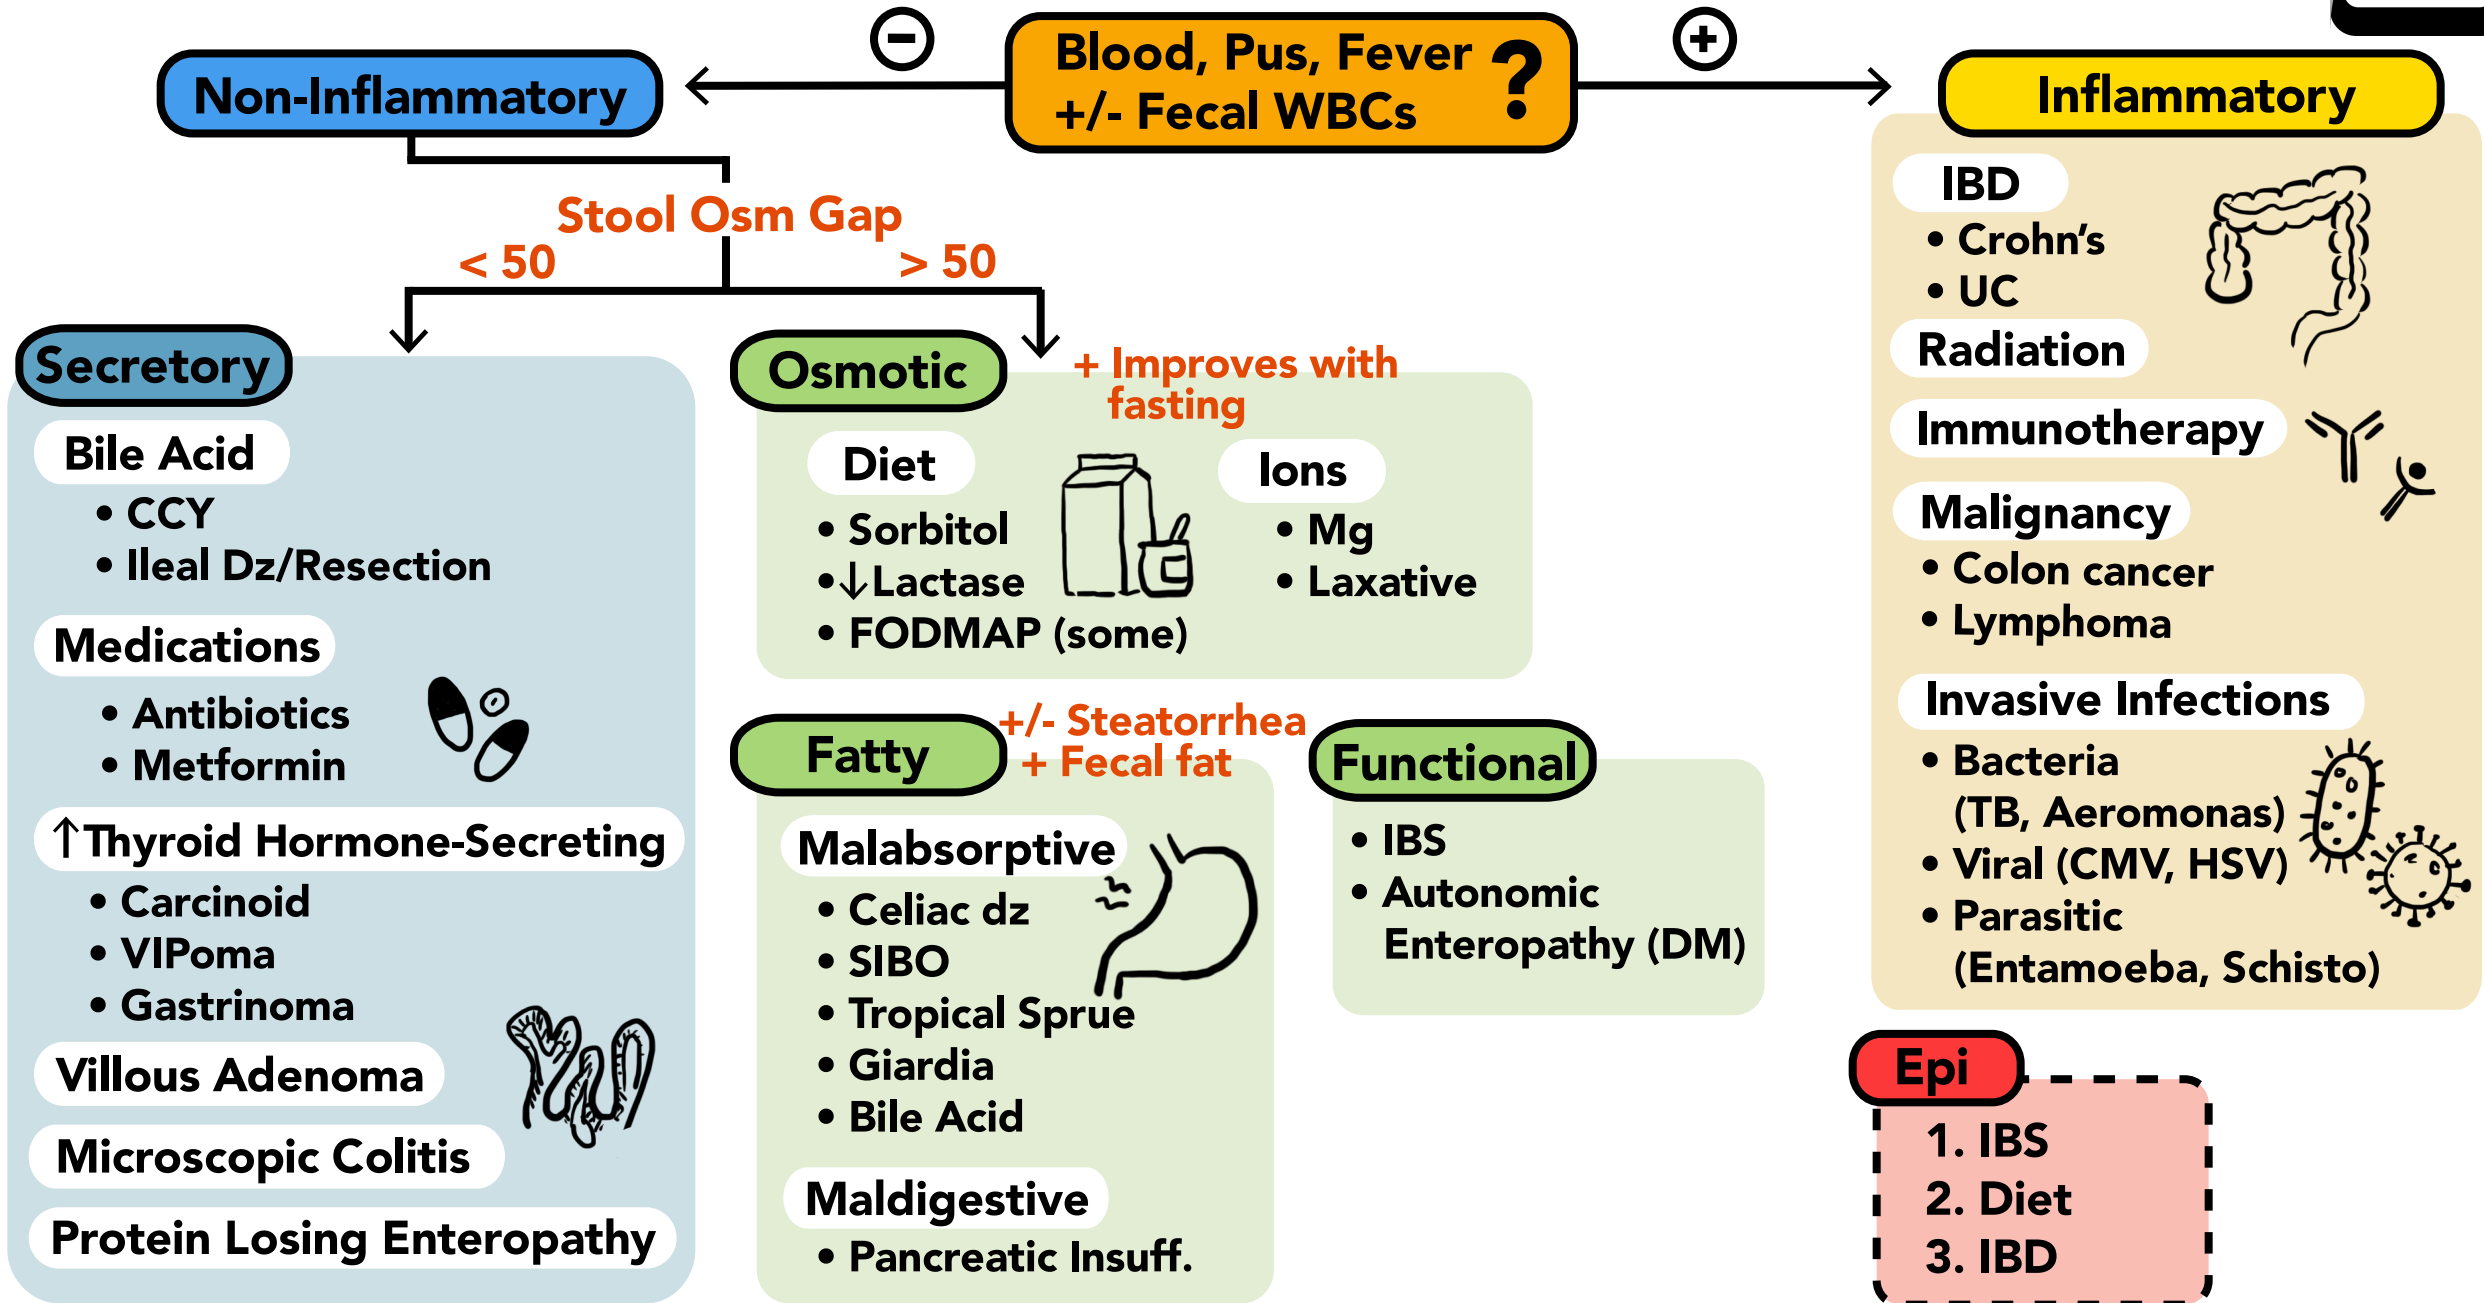 Blood, Pus, Fever
+/- Fecal WBCs
?
-
+
Non-Inflammatory
Stool Osm Gap
< 50
> 50
Secretory
Bile Acid
• CCY
• Ileal Dz/Resection
Medications
• Antibiotics
• Metformin
↑Thyroid Hormone-Secreting
• Carcinoid
• VIPoma
• Gastrinoma
Villous Adenoma
Microscopic Colitis
Protein Losing Enteropathy
Osmotic
+ Improves with
fasting
Diet
• Sorbitol
• ↓Lactase
• FODMAP (some)
Ions
• Mg
• Laxative
Fatty
+/- Steatorrhea
+ Fecal fat
Malabsorptive
• Celiac dz
• SIBO
• Tropical Sprue
• Giardia
• Bile Acid
Maldigestive
• Pancreatic Insuff.
Functional
• IBS
• Autonomic
Enteropathy (DM)
Inflammatory
IBD
• Crohn's
• UC
Radiation
Immunotherapy
Malignancy
• Colon cancer
• Lymphoma
Invasive Infections
• Bacteria
(TB, Aeromonas)
• Viral (CMV, HSV)
• Parasitic
(Entamoeba, Schisto)
Epi
1. IBS
2. Diet
3. IBD